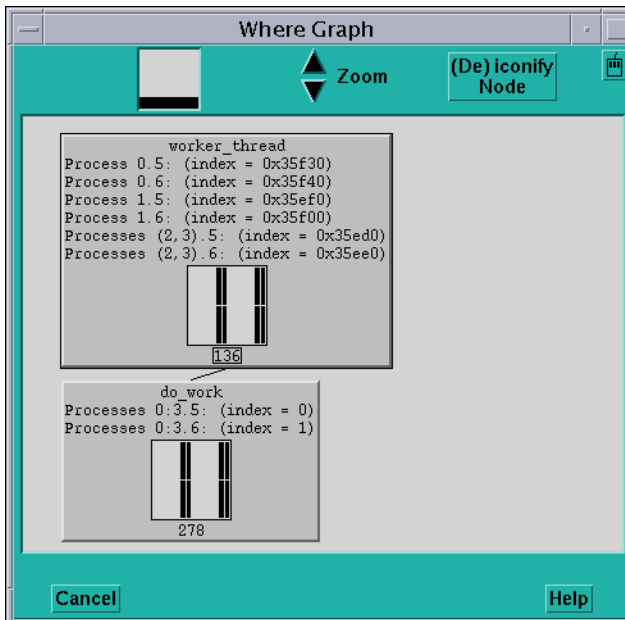 Where Graph
Zoom
(De) iconify
Node
worker_thread
Process 0.5: (index = 0x35f30)
Process 0.6: (index = 0x35f40)
Process 1.5: (index = 0x35ef0)
Process 1.6: (index = 0x35f00)
Processes (2,3).5: (index = 0x35ed0)
Processes (2,3).6: (index = 0x35ee0)
136
do_work
Processes 0:3.5: (index = 0)
Processes 0:3.6: (index = 1)
278
Cancel
Help